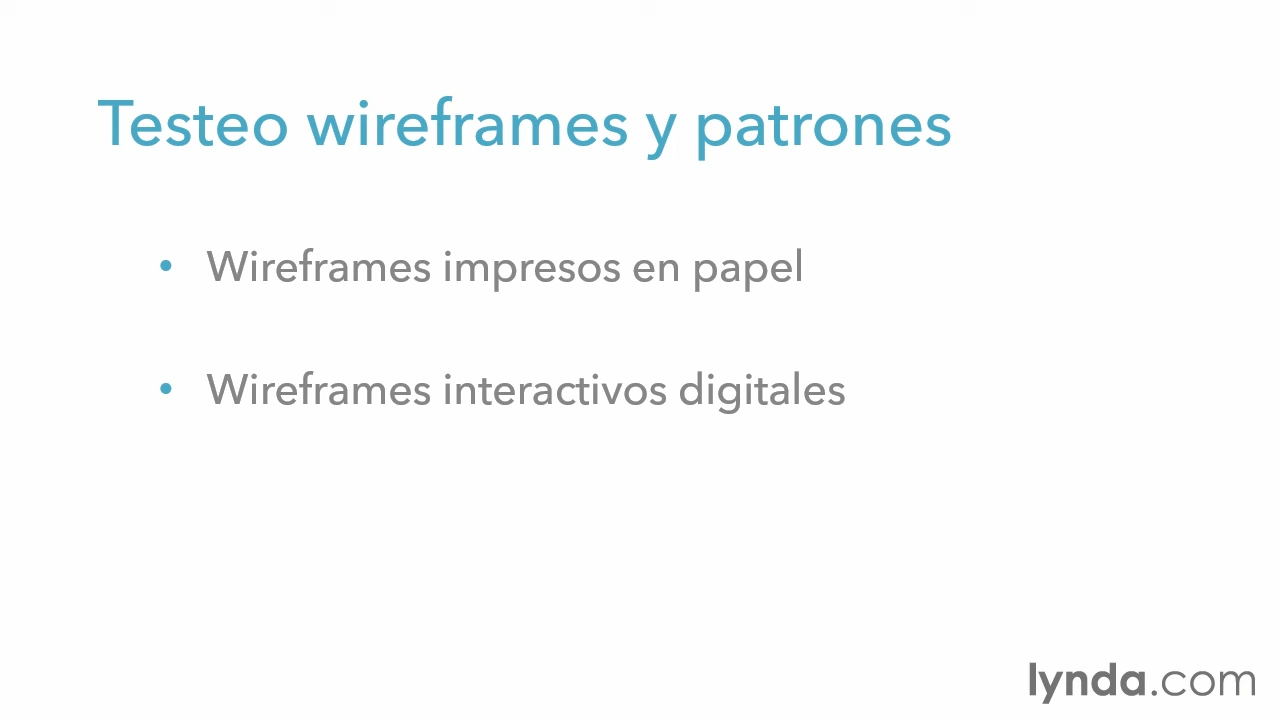 Testeo wireframes y patrones
• Wireframes impresos en papel
• Wireframes interactivos digitales
lynda.com